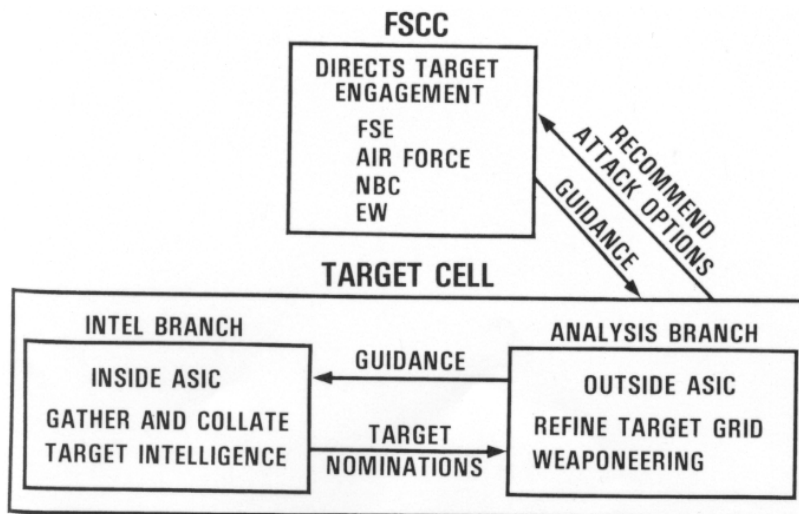 FSCC
DIRECTS TARGET
ENGAGEMENT
FSE
AIR FORCE
NBC
EW
RECOMMEND
ATTACK OPTIONS
GUIDANCE
TARGET CELL
INTEL BRANCH
INSIDE ASIC
GATHER AND COLLATE
TARGET INTELLIGENCE
GUIDANCE
TARGET
NOMINATIONS
ANALYSIS BRANCH
OUTSIDE ASIC
REFINE TARGET GRID
WEAPONEERING